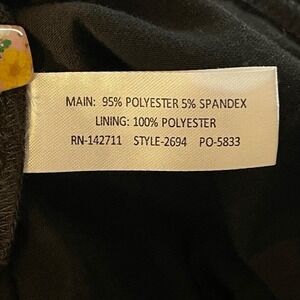 MAIN: 95% POLYESTER 5% SPANDEX
LINING: 100% POLYESTER
RN-142711 STYLE-2694 PO-5833